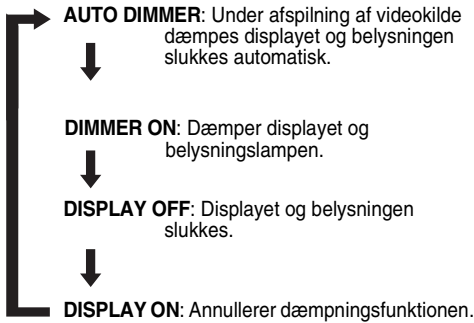 AUTO DIMMER: Under afspilning af videokilde
dæmpes displayet og belysningen
slukkes automatisk.
DIMMER ON: Dæmper displayet og
belysningslampen.
DISPLAY OFF: Displayet og belysningen
slukkes.
DISPLAY ON: Annullerer dæmpningsfunktionen.